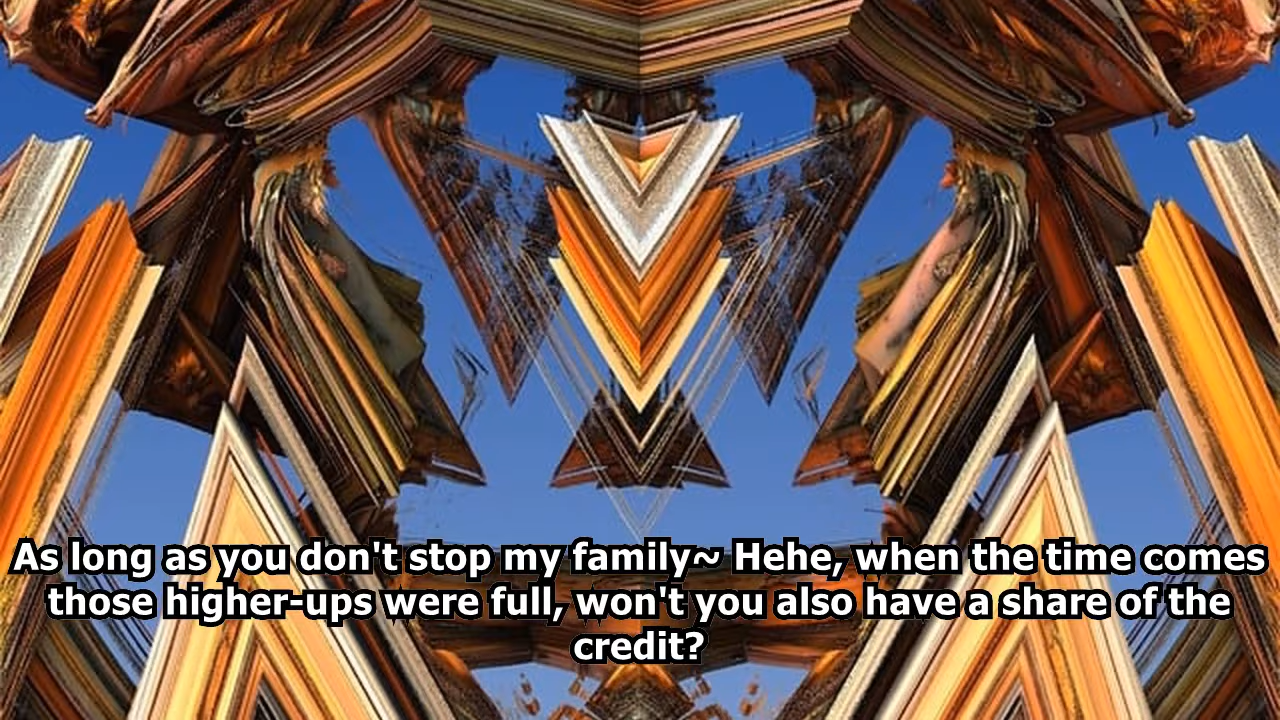 As long as you don't stop my family~ Hehe, when the time comes
those higher-ups were full, won't you also have a share of the
credit?